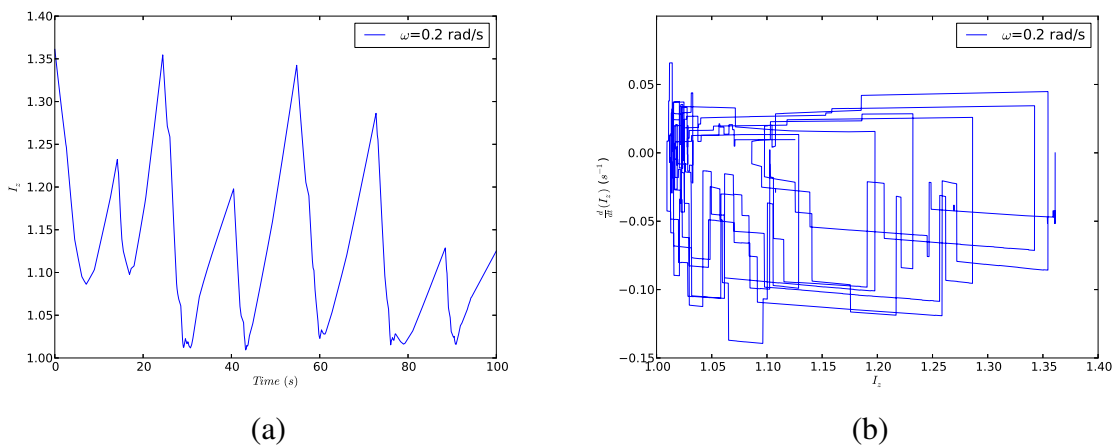 1.40
1.35
1.30
1.25
1.20
1.15
1.10
1.05
1.00
I_z
0 20 40 60 80 100
Time (s)
ω=0.2 rad/s
(a)
0.05
0.00
−0.05
−0.10
−0.15
d/dt (I_z) (s⁻¹)
1.00 1.05 1.10 1.15 1.20 1.25 1.30 1.35 1.40
I_z
ω=0.2 rad/s
(b)